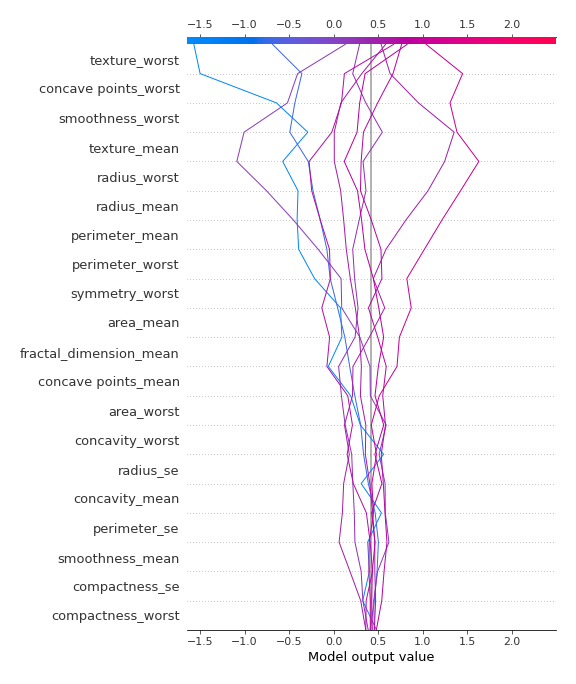 −1.5 −1.0 −0.5 0.0 0.5 1.0 1.5 2.0
texture_worst
concave points_worst
smoothness_worst
texture_mean
radius_worst
radius_mean
perimeter_mean
perimeter_worst
symmetry_worst
area_mean
fractal_dimension_mean
concave points_mean
area_worst
concavity_worst
radius_se
concavity_mean
perimeter_se
smoothness_mean
compactness_se
compactness_worst
−1.5 −1.0 −0.5 0.0 0.5 1.0 1.5 2.0
Model output value